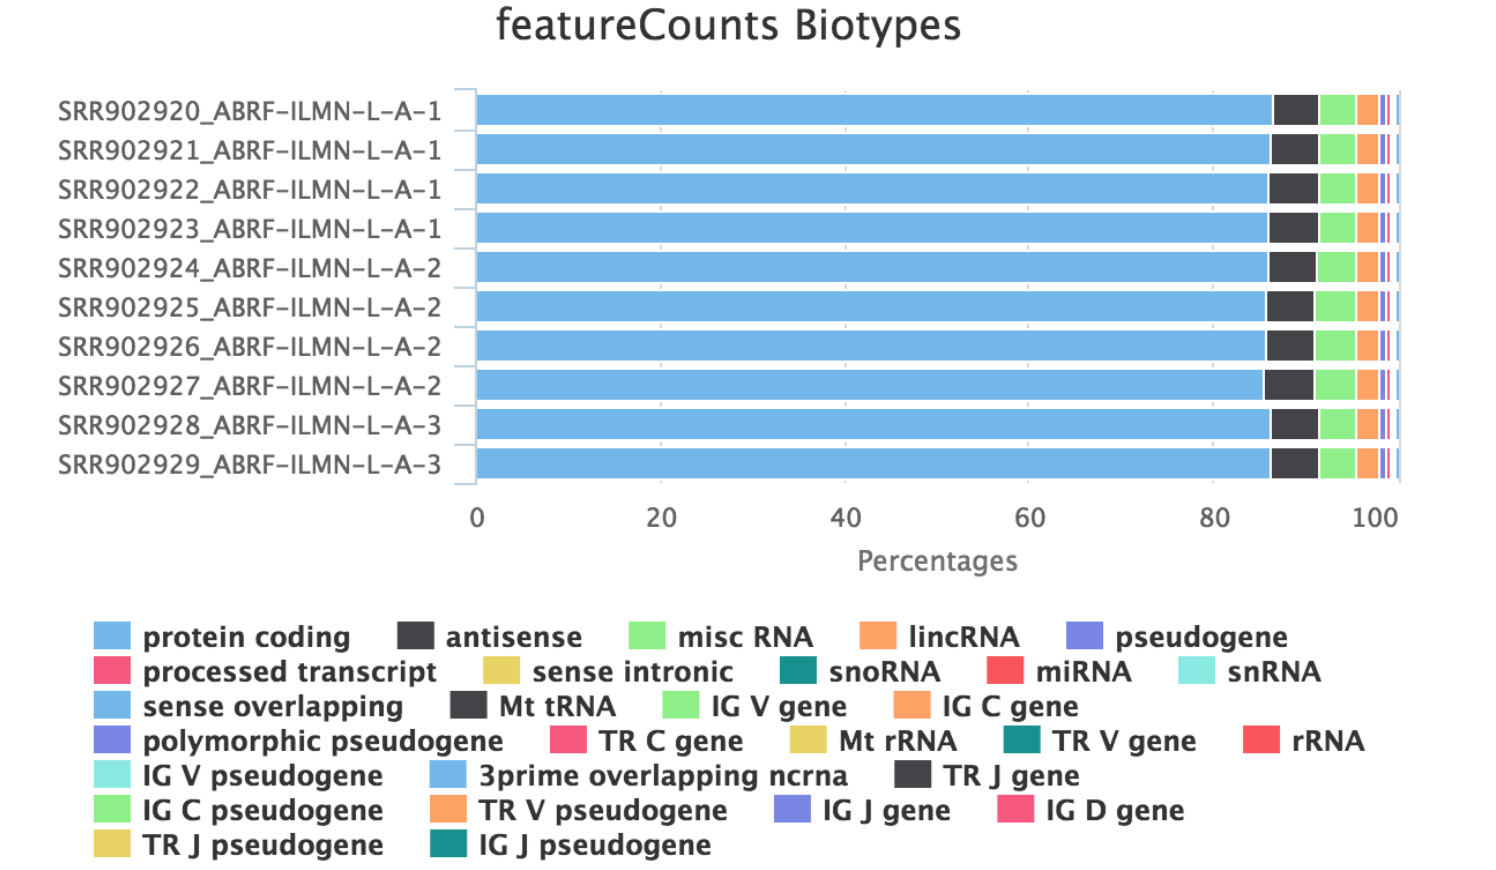 featureCounts Biotypes
SRR902920_ABRF-ILMN-L-A-1
SRR902921_ABRF-ILMN-L-A-1
SRR902922_ABRF-ILMN-L-A-1
SRR902923_ABRF-ILMN-L-A-1
SRR902924_ABRF-ILMN-L-A-2
SRR902925_ABRF-ILMN-L-A-2
SRR902926_ABRF-ILMN-L-A-2
SRR902927_ABRF-ILMN-L-A-2
SRR902928_ABRF-ILMN-L-A-3
SRR902929_ABRF-ILMN-L-A-3
0 20 40 60 80 100
Percentages
protein coding antisense misc RNA lincRNA pseudogene
processed transcript sense intronic snoRNA miRNA snRNA
sense overlapping Mt tRNA IG V gene IG C gene
polymorphic pseudogene TR C gene Mt rRNA TR V gene rRNA
IG V pseudogene 3prime overlapping ncrna TR J gene
IG C pseudogene TR V pseudogene IG J gene IG D gene
TR J pseudogene IG J pseudogene